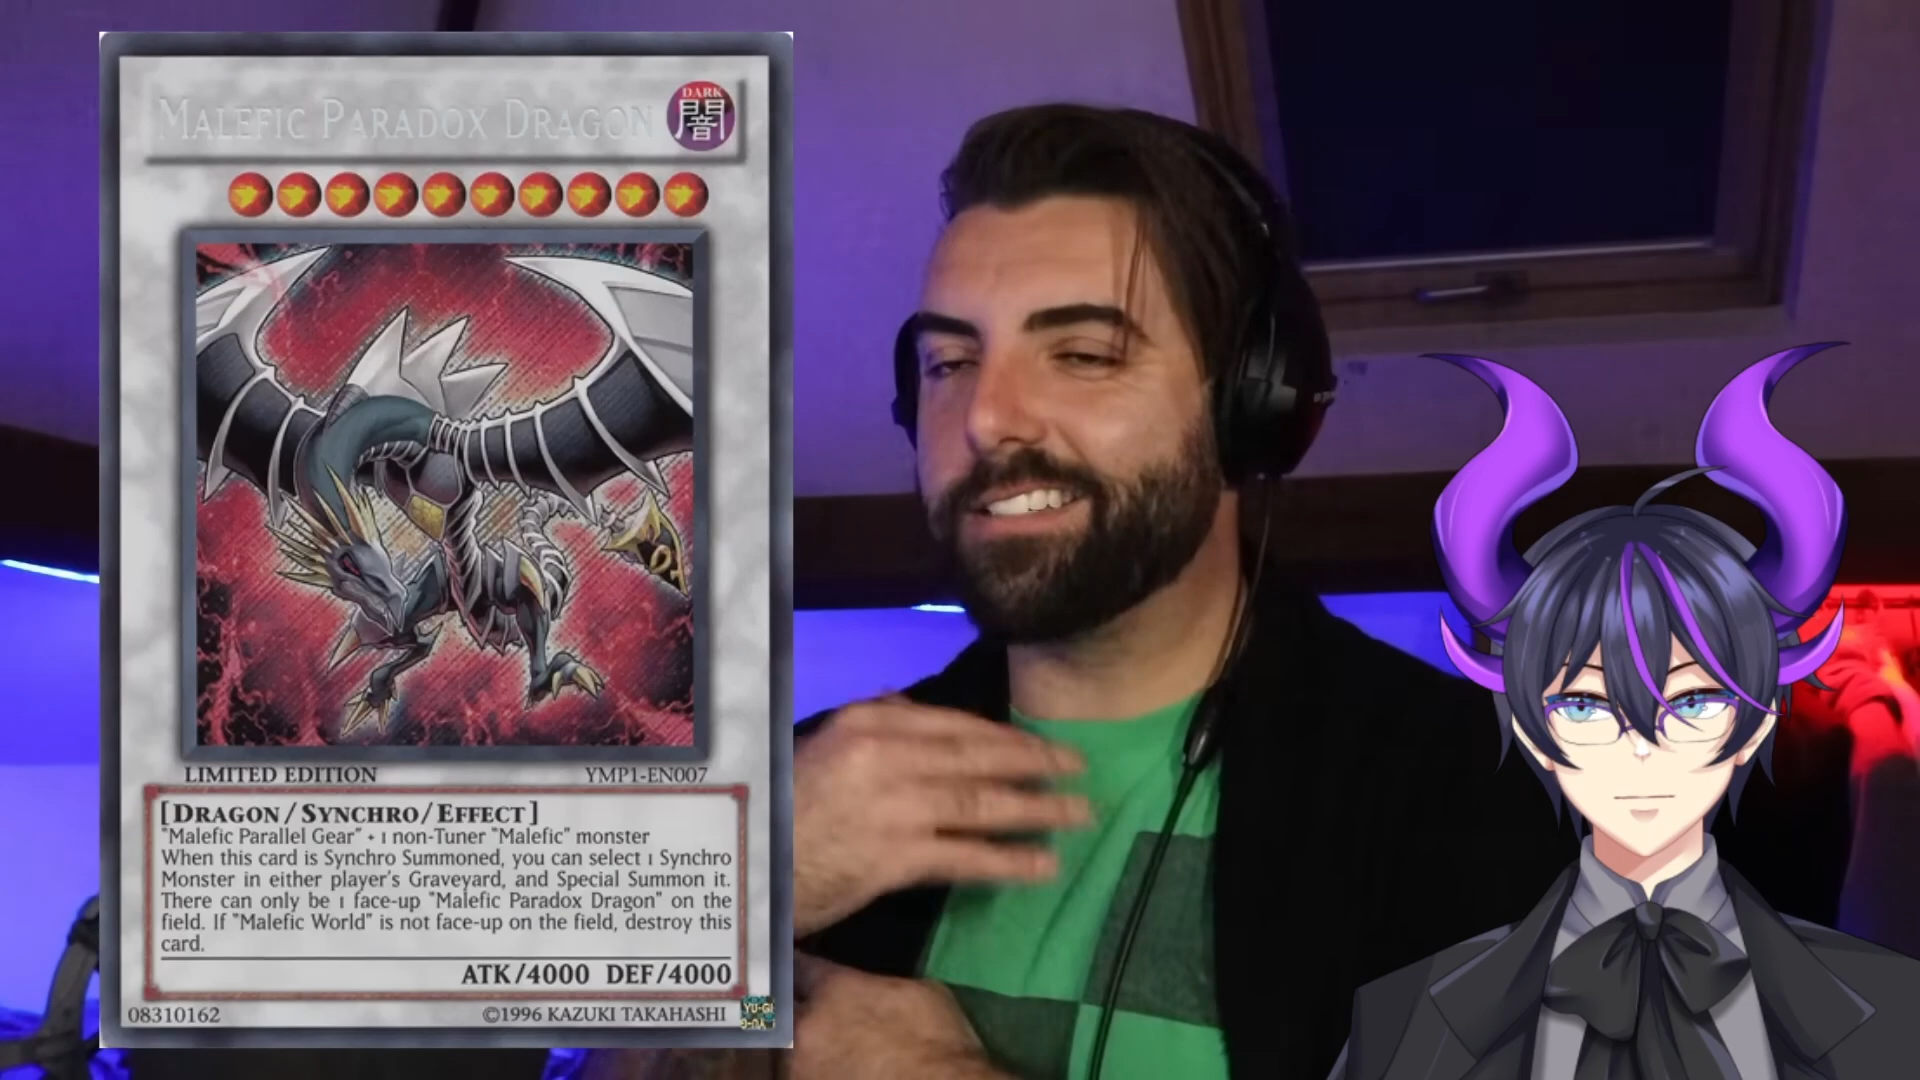 MALEFIC PARADOX DRAGON
DARK
闇
LIMITED EDITION YMP1-EN007
[DRAGON/SYNCHRO/EFFECT]
"Malefic Parallel Gear" + 1 non-Tuner "Malefic" monster
When this card is Synchro Summoned, you can select 1 Synchro
Monster in either player's Graveyard, and Special Summon it.
There can only be 1 face-up "Malefic Paradox Dragon" on the
field. If "Malefic World" is not face-up on the field, destroy this
card.
ATK/4000 DEF/4000
08310162 ©1996 KAZUKI TAKAHASHI